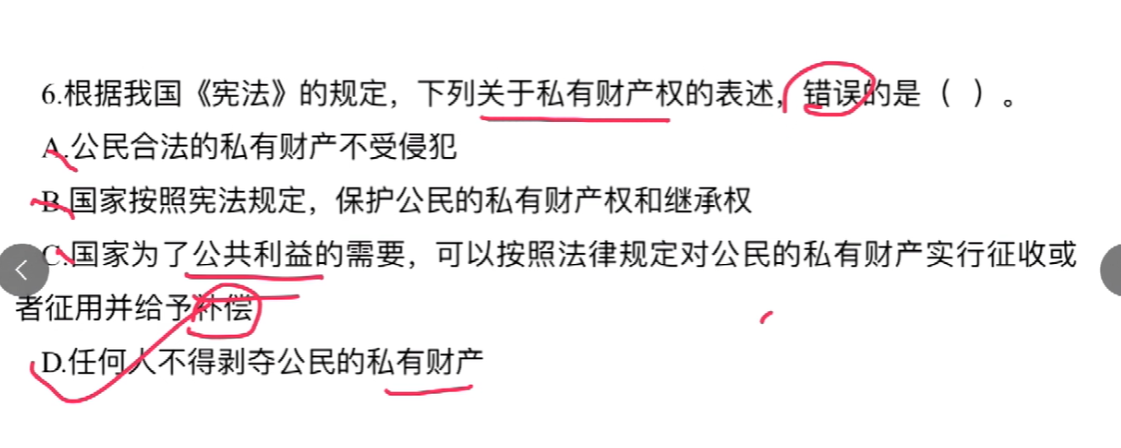 6.根据我国《宪法》的规定，下列关于私有财产权的表述，错误的是（ ）。
A.公民合法的私有财产不受侵犯
B.国家按照宪法规定，保护公民的私有财产权和继承权
C.国家为了公共利益的需要，可以按照法律规定对公民的私有财产实行征收或
者征用并给予补偿
D.任何人不得剥夺公民的私有财产